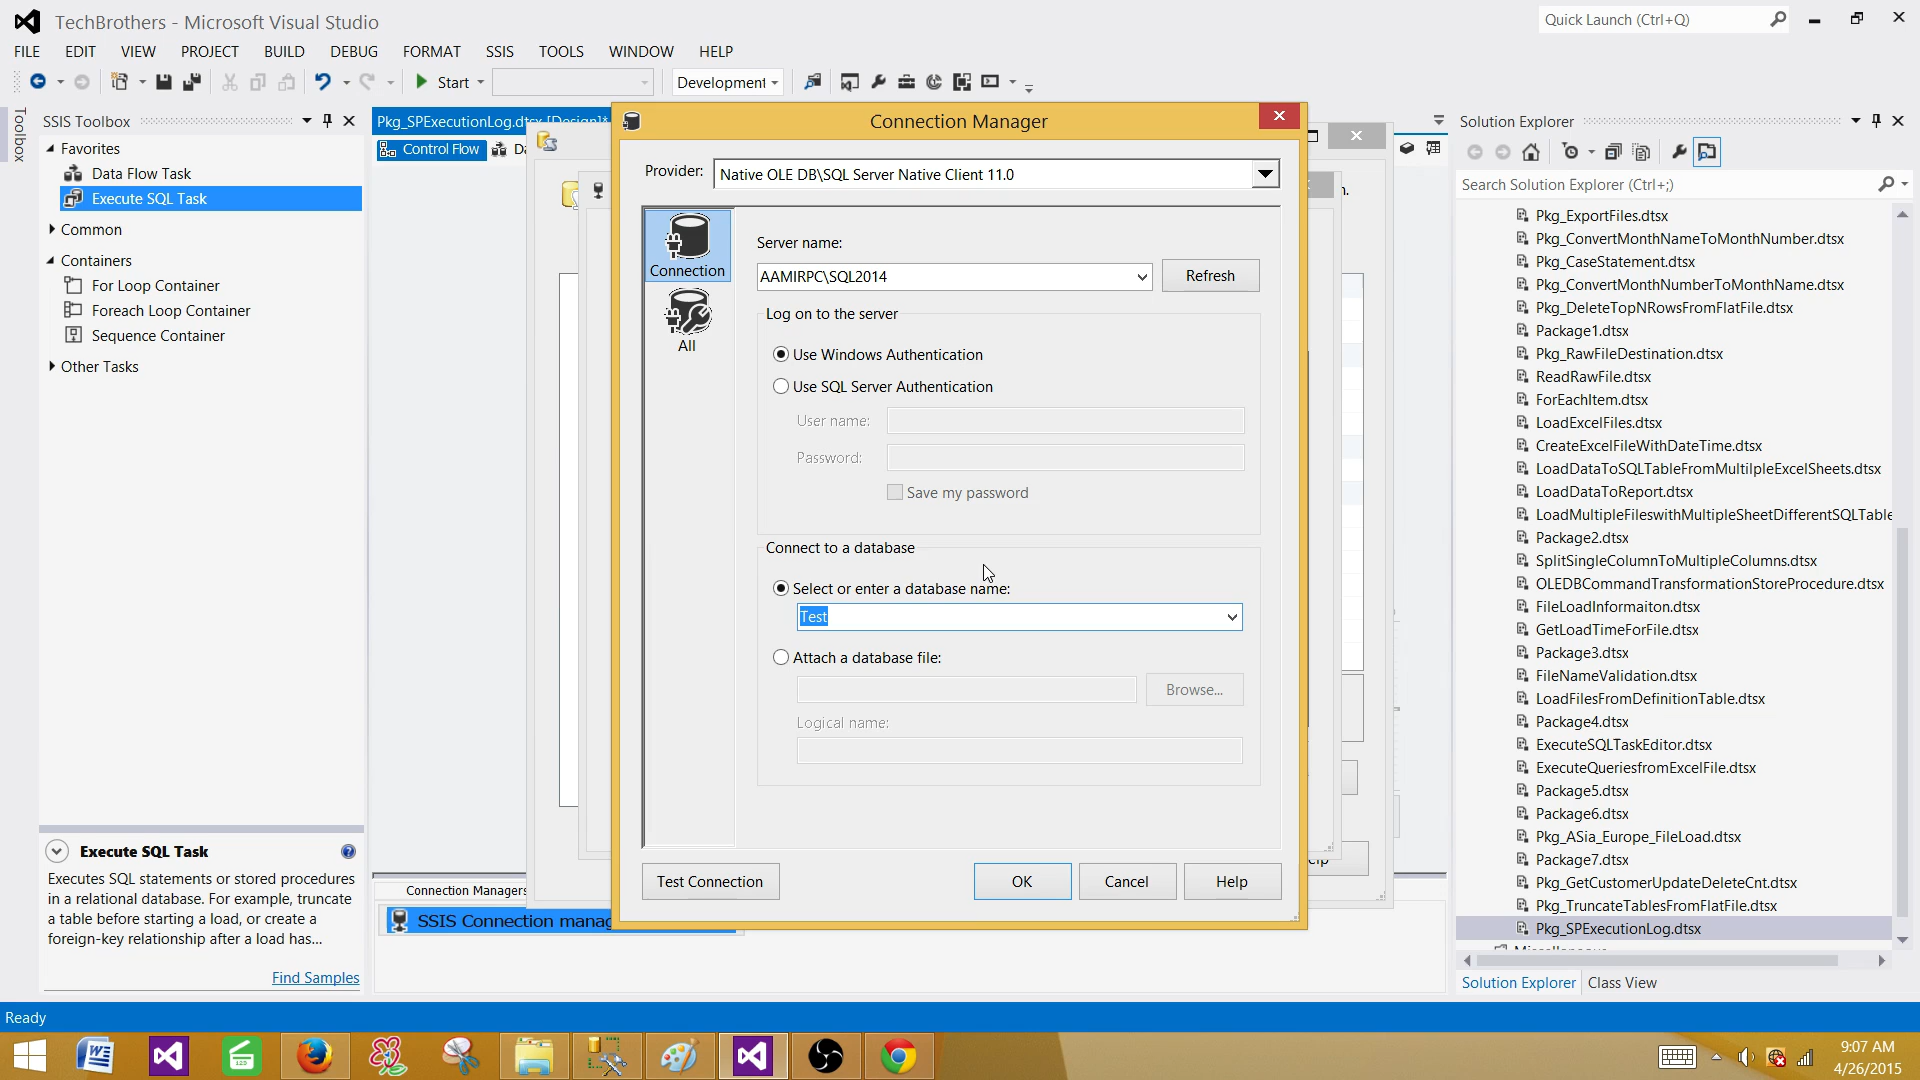 TechBrothers - Microsoft Visual Studio
Quick Launch (Ctrl+Q)
FILE EDIT VIEW PROJECT BUILD DEBUG FORMAT SSIS TOOLS WINDOW HELP
Start
Development
Toolbox
SSIS Toolbox
Favorites
Data Flow Task
Execute SQL Task
Common
Containers
For Loop Container
Foreach Loop Container
Sequence Container
Other Tasks
Execute SQL Task
Executes SQL statements or stored procedures
in a relational database. For example, truncate
a table before starting a load, or create a
foreign-key relationship after a load has...
Find Samples
Pkg_SPExecutionLog.dtsx [Design]*
Control Flow
Connection Managers
SSIS Connection manag
Connection Manager
Provider: Native OLE DB\SQL Server Native Client 11.0
Connection
All
Server name:
AAMIRPC\SQL2014
Refresh
Log on to the server
Use Windows Authentication
Use SQL Server Authentication
User name:
Password:
Save my password
Connect to a database
Select or enter a database name:
Test
Attach a database file:
Browse...
Logical name:
Test Connection OK Cancel Help
Solution Explorer
Search Solution Explorer (Ctrl+;)
Pkg_ExportFiles.dtsx
Pkg_ConvertMonthNameToMonthNumber.dtsx
Pkg_CaseStatement.dtsx
Pkg_ConvertMonthNumberToMonthName.dtsx
Pkg_DeleteTopNRowsFromFlatFile.dtsx
Package1.dtsx
Pkg_RawFileDestination.dtsx
ReadRawFile.dtsx
ForEachItem.dtsx
LoadExcelFiles.dtsx
CreateExcelFileWithDateTime.dtsx
LoadDataToSQLTableFromMultilpleExcelSheets.dtsx
LoadDataToReport.dtsx
LoadMultipleFileswithMultipleSheetDifferentSQLTable
Package2.dtsx
SplitSingleColumnToMultipleColumns.dtsx
OLEDBCommandTransformationStoreProcedure.dtsx
FileLoadInformaiton.dtsx
GetLoadTimeForFile.dtsx
Package3.dtsx
FileNameValidation.dtsx
LoadFilesFromDefinitionTable.dtsx
Package4.dtsx
ExecuteSQLTaskEditor.dtsx
ExecuteQueriesfromExcelFile.dtsx
Package5.dtsx
Package6.dtsx
Pkg_ASia_Europe_FileLoad.dtsx
Package7.dtsx
Pkg_GetCustomerUpdateDeleteCnt.dtsx
Pkg_TruncateTablesFromFlatFile.dtsx
Pkg_SPExecutionLog.dtsx
Solution Explorer Class View
Ready
9:07 AM
4/26/2015